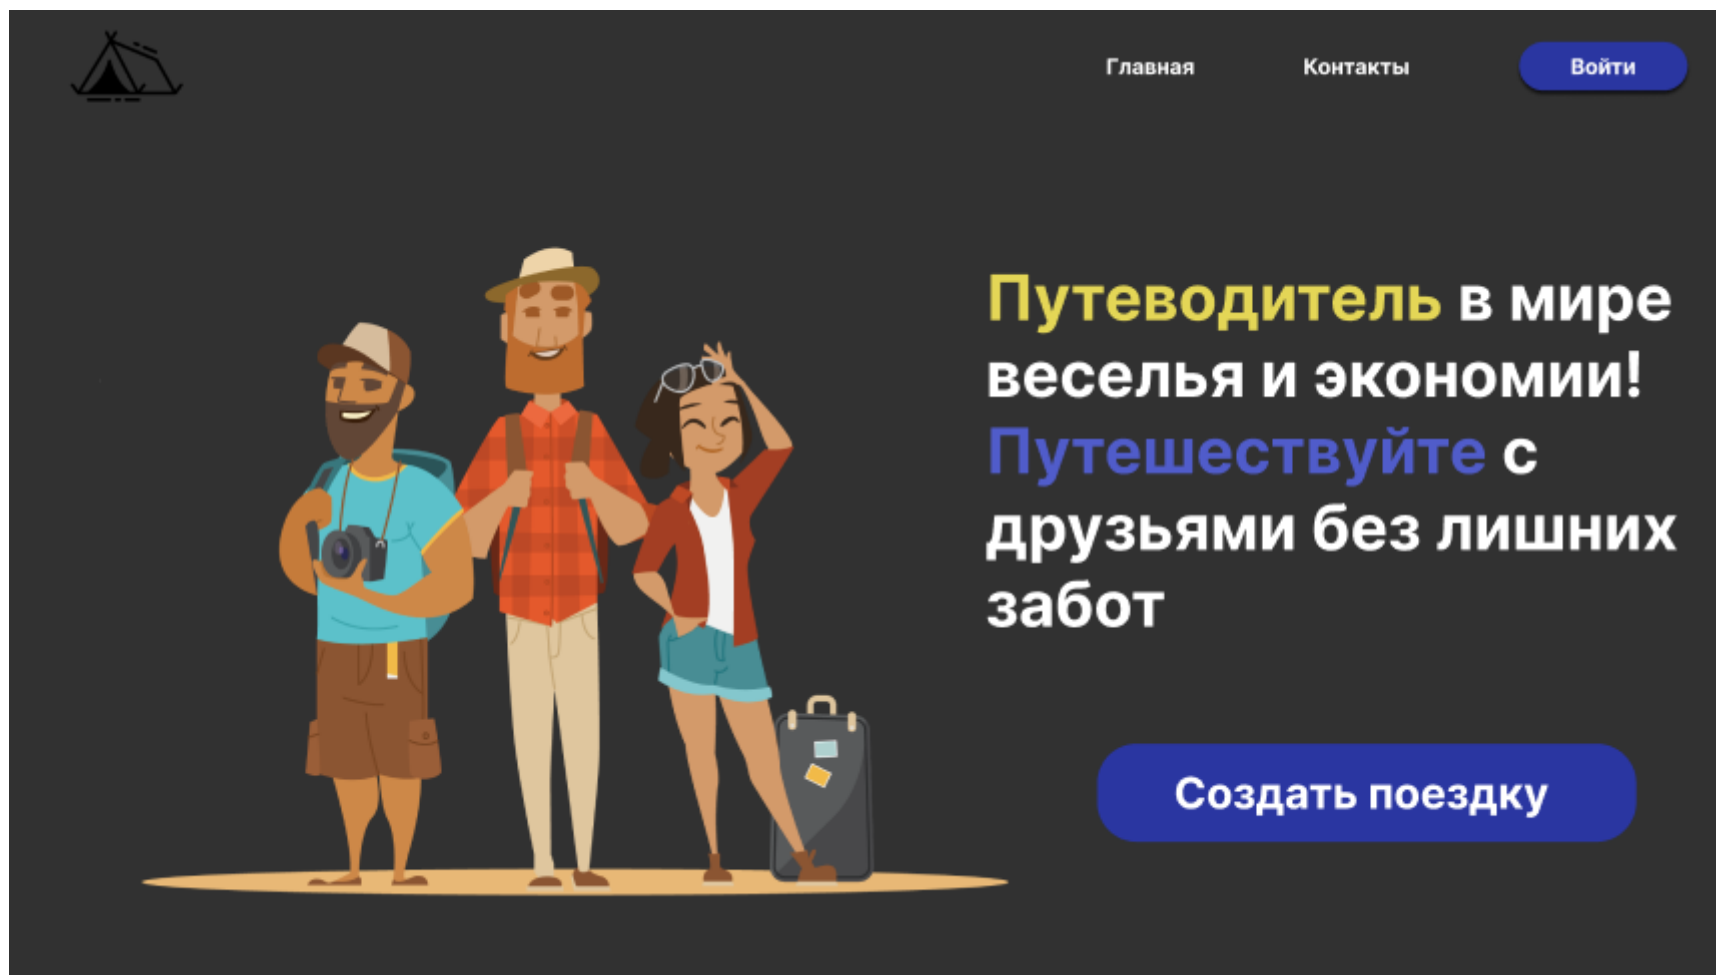 Главная
Контакты
Войти
Путеводитель в мире
веселья и экономии!
Путешествуйте с
друзьями без лишних
забот
Создать поездку